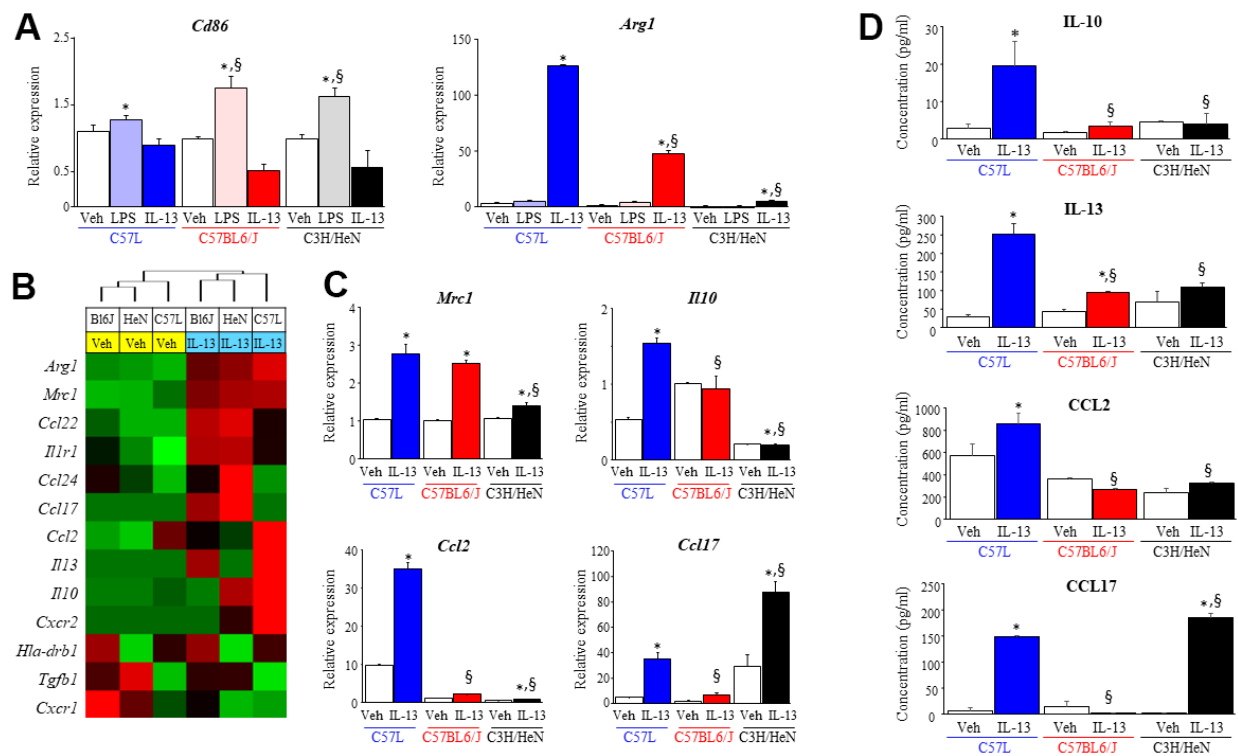 A
Cd86
Relative expression
2.5
1.5
0.5
0
*
*,§
*,§
Veh LPS IL-13 Veh LPS IL-13 Veh LPS IL-13
C57L C57BL6/J C3H/HeN
Arg1
Relative expression
150
100
50
0
*
*,§
*,§
Veh LPS IL-13 Veh LPS IL-13 Veh LPS IL-13
C57L C57BL6/J C3H/HeN
B
Bl6J HeN C57L Bl6J HeN C57L
Veh Veh Veh IL-13 IL-13 IL-13
Arg1
Mrc1
Ccl22
Il1r1
Ccl24
Ccl17
Ccl2
Il13
Il10
Cxcr2
Hla-drb1
Tgfb1
Cxcr1
C
Mrc1
Relative expression
4
3
2
1
0
*
*
*,§
Veh IL-13 Veh IL-13 Veh IL-13
C57L C57BL6/J C3H/HeN
Il10
Relative expression
2
1
0
*
§
*,§
Veh IL-13 Veh IL-13 Veh IL-13
C57L C57BL6/J C3H/HeN
Ccl2
Relative expression
40
30
20
10
0
*
§
*,§
Veh IL-13 Veh IL-13 Veh IL-13
C57L C57BL6/J C3H/HeN
Ccl17
Relative expression
120
100
80
60
40
20
0
*
§
*,§
Veh IL-13 Veh IL-13 Veh IL-13
C57L C57BL6/J C3H/HeN
D
IL-10
Concentration (pg/ml)
30
20
10
0
*
§
§
Veh IL-13 Veh IL-13 Veh IL-13
C57L C57BL6/J C3H/HeN
IL-13
Concentration (pg/ml)
300
250
200
150
100
50
0
*
*,§
§
Veh IL-13 Veh IL-13 Veh IL-13
C57L C57BL6/J C3H/HeN
CCL2
Concentration (pg/ml)
1000
800
600
400
200
0
*
§
§
Veh IL-13 Veh IL-13 Veh IL-13
C57L C57BL6/J C3H/HeN
CCL17
Concentration (pg/ml)
250
200
150
100
50
0
*
§
*,§
Veh IL-13 Veh IL-13 Veh IL-13
C57L C57BL6/J C3H/HeN